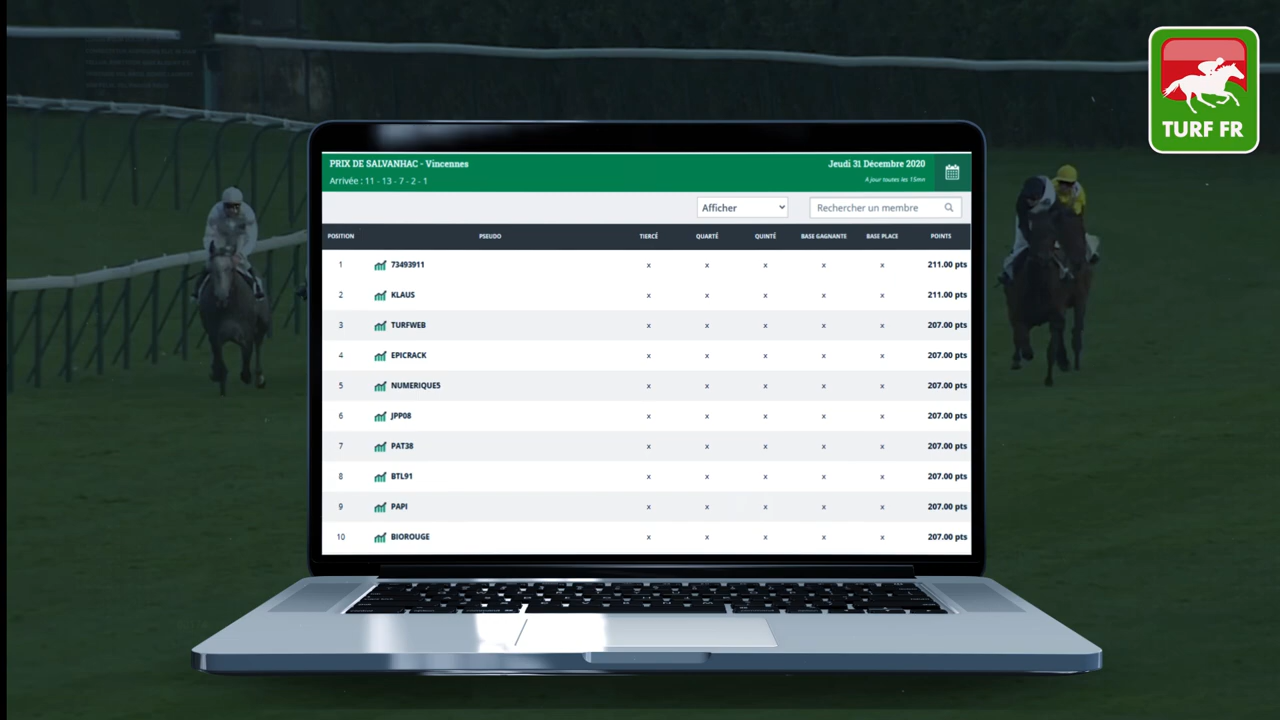 TURF FR
PRIX DE SALVANHAC - Vincennes
Jeudi 31 Décembre 2020
Arrivée : 11 - 13 - 7 - 2 - 1
A jour toutes les 15mn
Afficher
Rechercher un membre
POSITION PSEUDO TIERCÉ QUARTÉ QUINTÉ BASE GAGNANTE BASE PLACE POINTS
1 73493911 x x x x x 211.00 pts
2 KLAUS x x x x x 211.00 pts
3 TURFWEB x x x x x 207.00 pts
4 EPICRACK x x x x x 207.00 pts
5 NUMERIQUE5 x x x x x 207.00 pts
6 JPP08 x x x x x 207.00 pts
7 PAT38 x x x x x 207.00 pts
8 BTL91 x x x x x 207.00 pts
9 PAPI x x x x x 207.00 pts
10 BIOROUGE x x x x x 207.00 pts